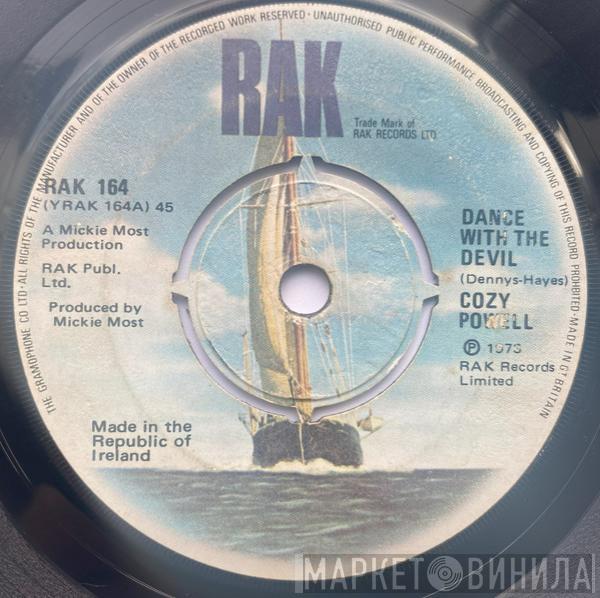 THE GRAMOPHONE CO LTD·ALL RIGHTS OF THE MANUFACTURER AND OF THE OWNER OF THE RECORDED WORK RESERVED·UNAUTHORISED PUBLIC PERFORMANCE BROADCASTING AND COPYING OF THIS RECORD PROHIBITED·MADE IN GT BRITAIN
RAK
Trade Mark of
RAK RECORDS LTD
RAK 164
(YRAK 164A) 45
A Mickie Most
Production
RAK Publ.
Ltd.
Produced by
Mickie Most
DANCE
WITH THE
DEVIL
(Dennys-Hayes)
COZY
POWELL
℗ 1973
RAK Records
Limited
Made in the
Republic of
Ireland
МАРКЕТ ВИНИЛА